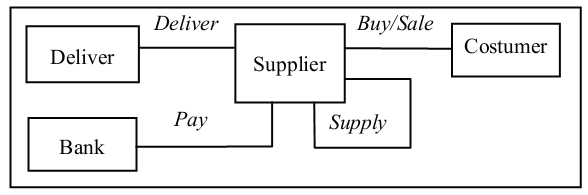 Deliver
Buy/Sale
Deliver
Supplier
Costumer
Pay
Supply
Bank